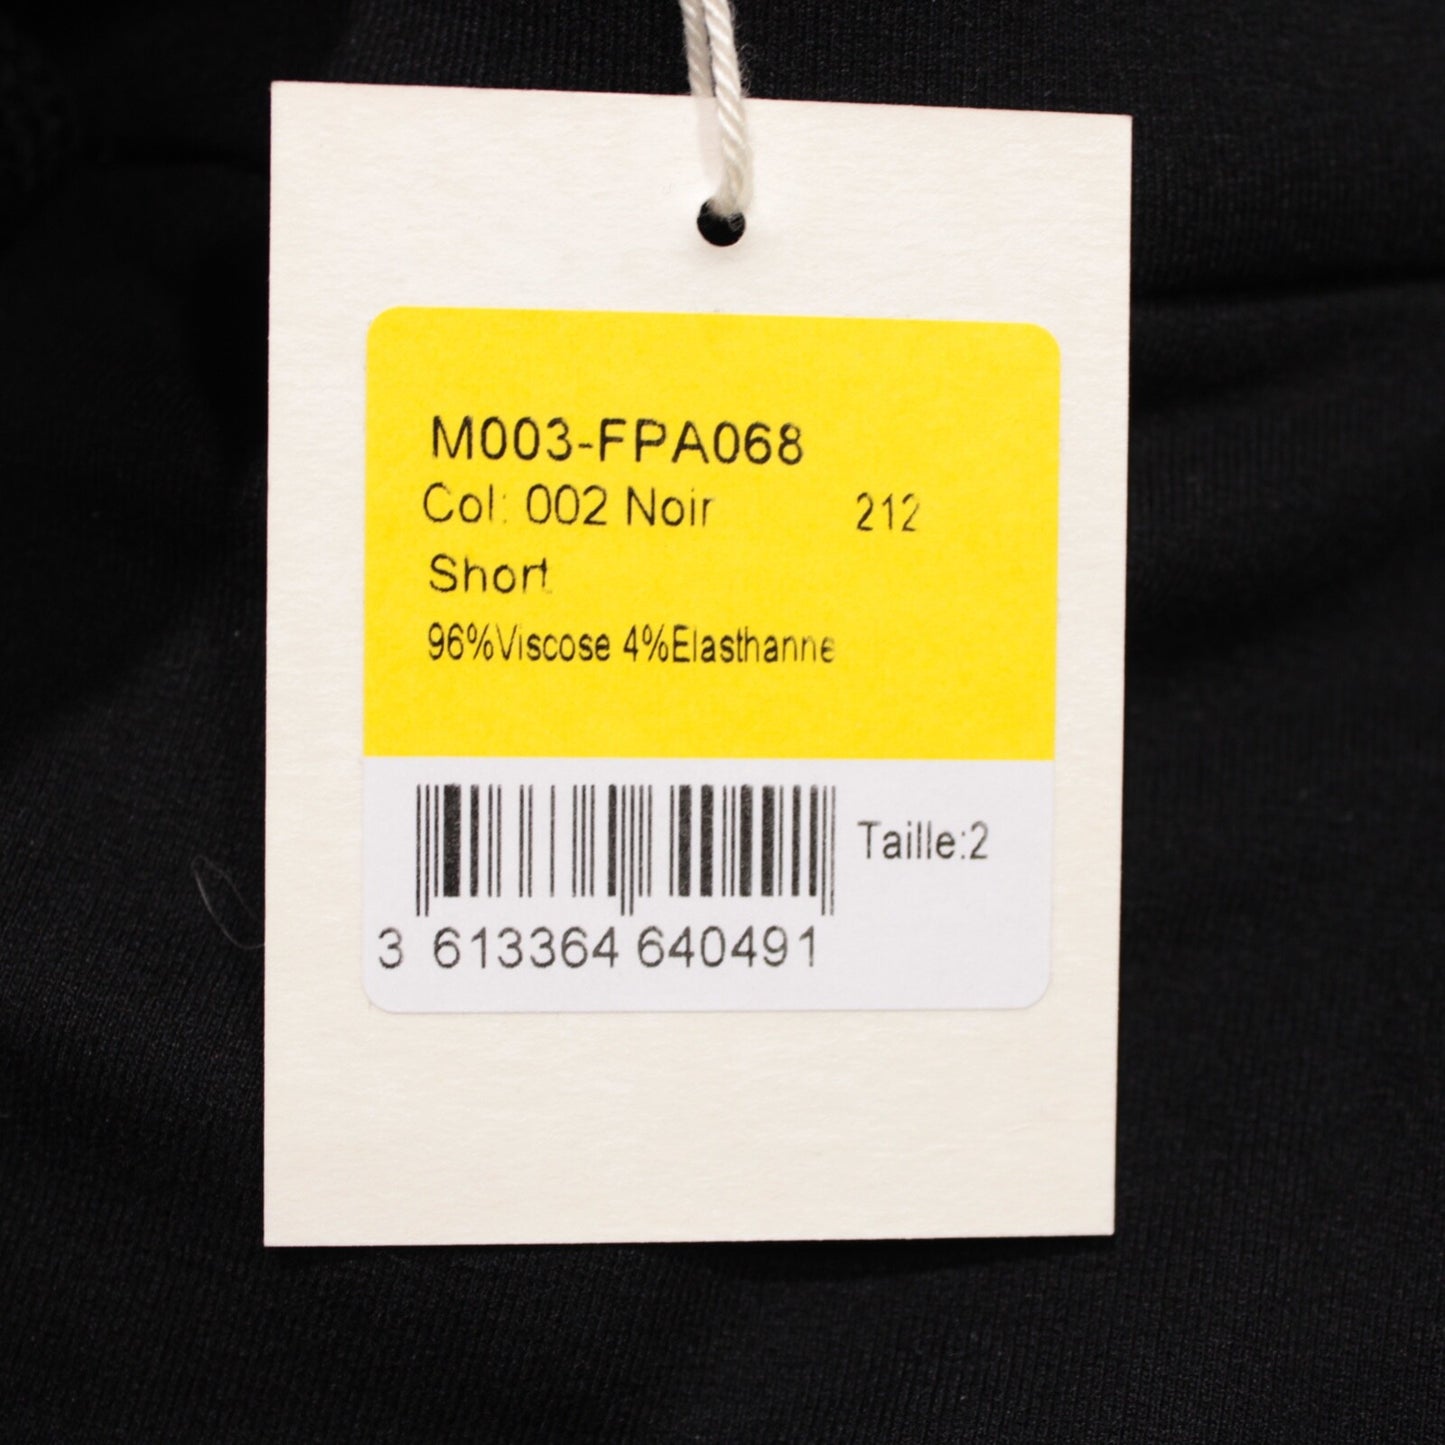 M003-FPA068
Col: 002 Noir 212
Short
96%Viscose 4%Elasthanne
Taille:2
3 613364 640491